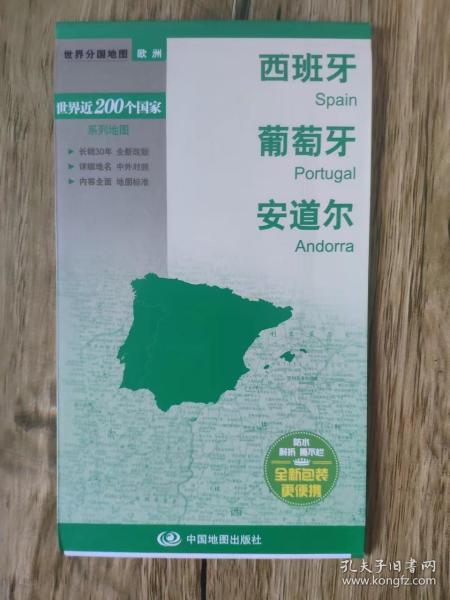 世界分国地图 欧洲
世界近200个国家
系列地图
▶ 长销30年 全新改版
▶ 详细地名 中外对照
▶ 内容全面 地图标准
西班牙
Spain
葡萄牙
Portugal
安道尔
Andorra
防水
耐折 撕不烂
全新包装
更便携
西
中国地图出版社
孔夫子旧书网
www.kongfz.com